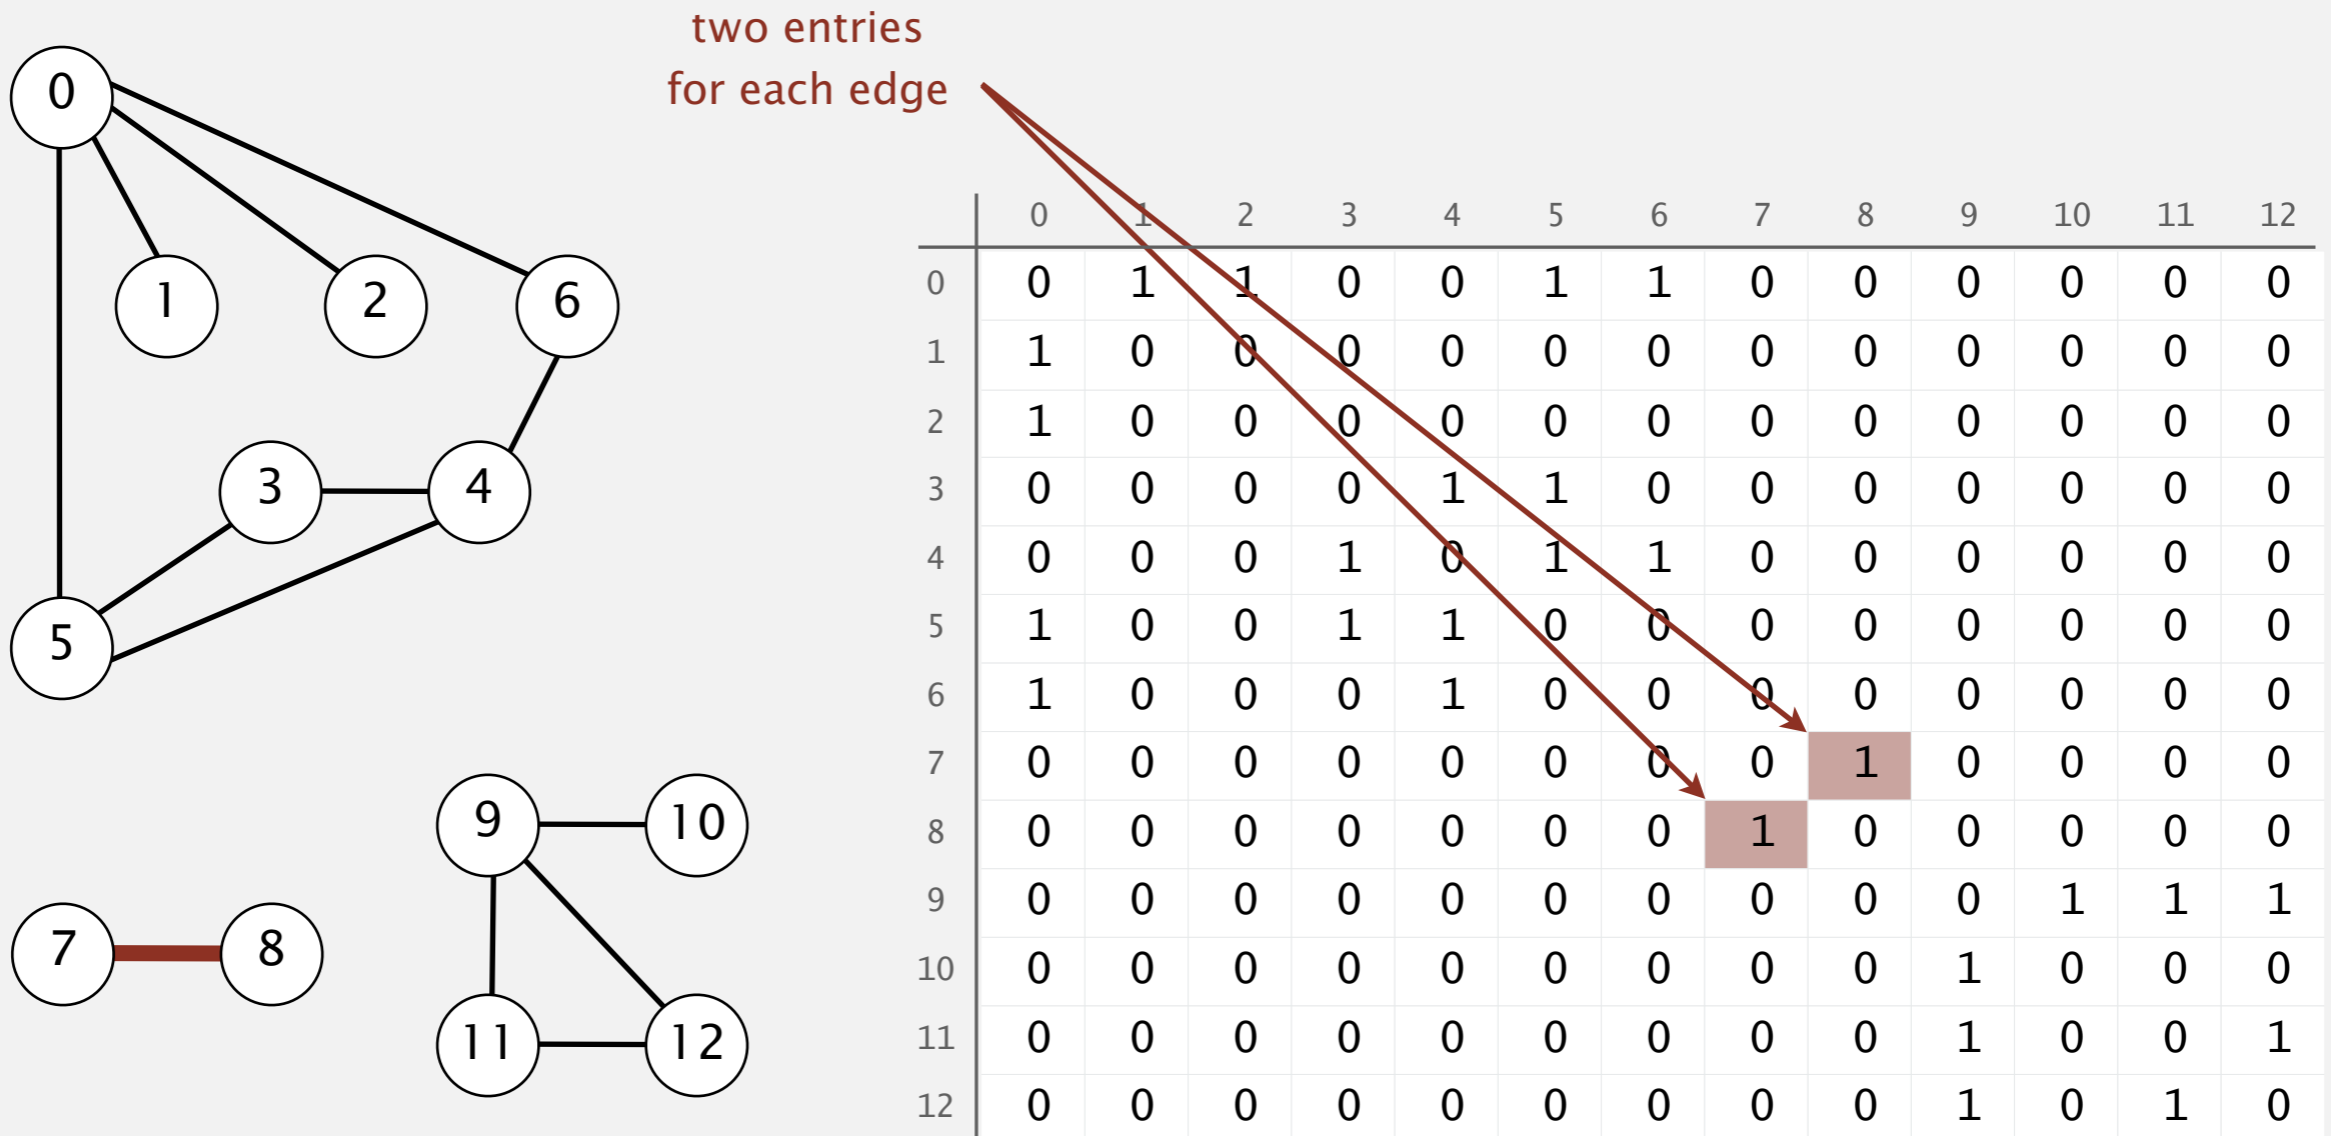 two entries
for each edge
0
1
2
6
3
4
5
9
10
7
8
11
12
0 1 2 3 4 5 6 7 8 9 10 11 12
0 0 1 1 0 0 1 1 0 0 0 0 0 0
1 1 0 0 0 0 0 0 0 0 0 0 0 0
2 1 0 0 0 0 0 0 0 0 0 0 0 0
3 0 0 0 0 1 1 0 0 0 0 0 0 0
4 0 0 0 1 0 1 1 0 0 0 0 0 0
5 1 0 0 1 1 0 0 0 0 0 0 0 0
6 1 0 0 0 1 0 0 0 0 0 0 0 0
7 0 0 0 0 0 0 0 0 1 0 0 0 0
8 0 0 0 0 0 0 0 1 0 0 0 0 0
9 0 0 0 0 0 0 0 0 0 0 1 1 1
10 0 0 0 0 0 0 0 0 0 1 0 0 0
11 0 0 0 0 0 0 0 0 0 1 0 0 1
12 0 0 0 0 0 0 0 0 0 1 0 1 0